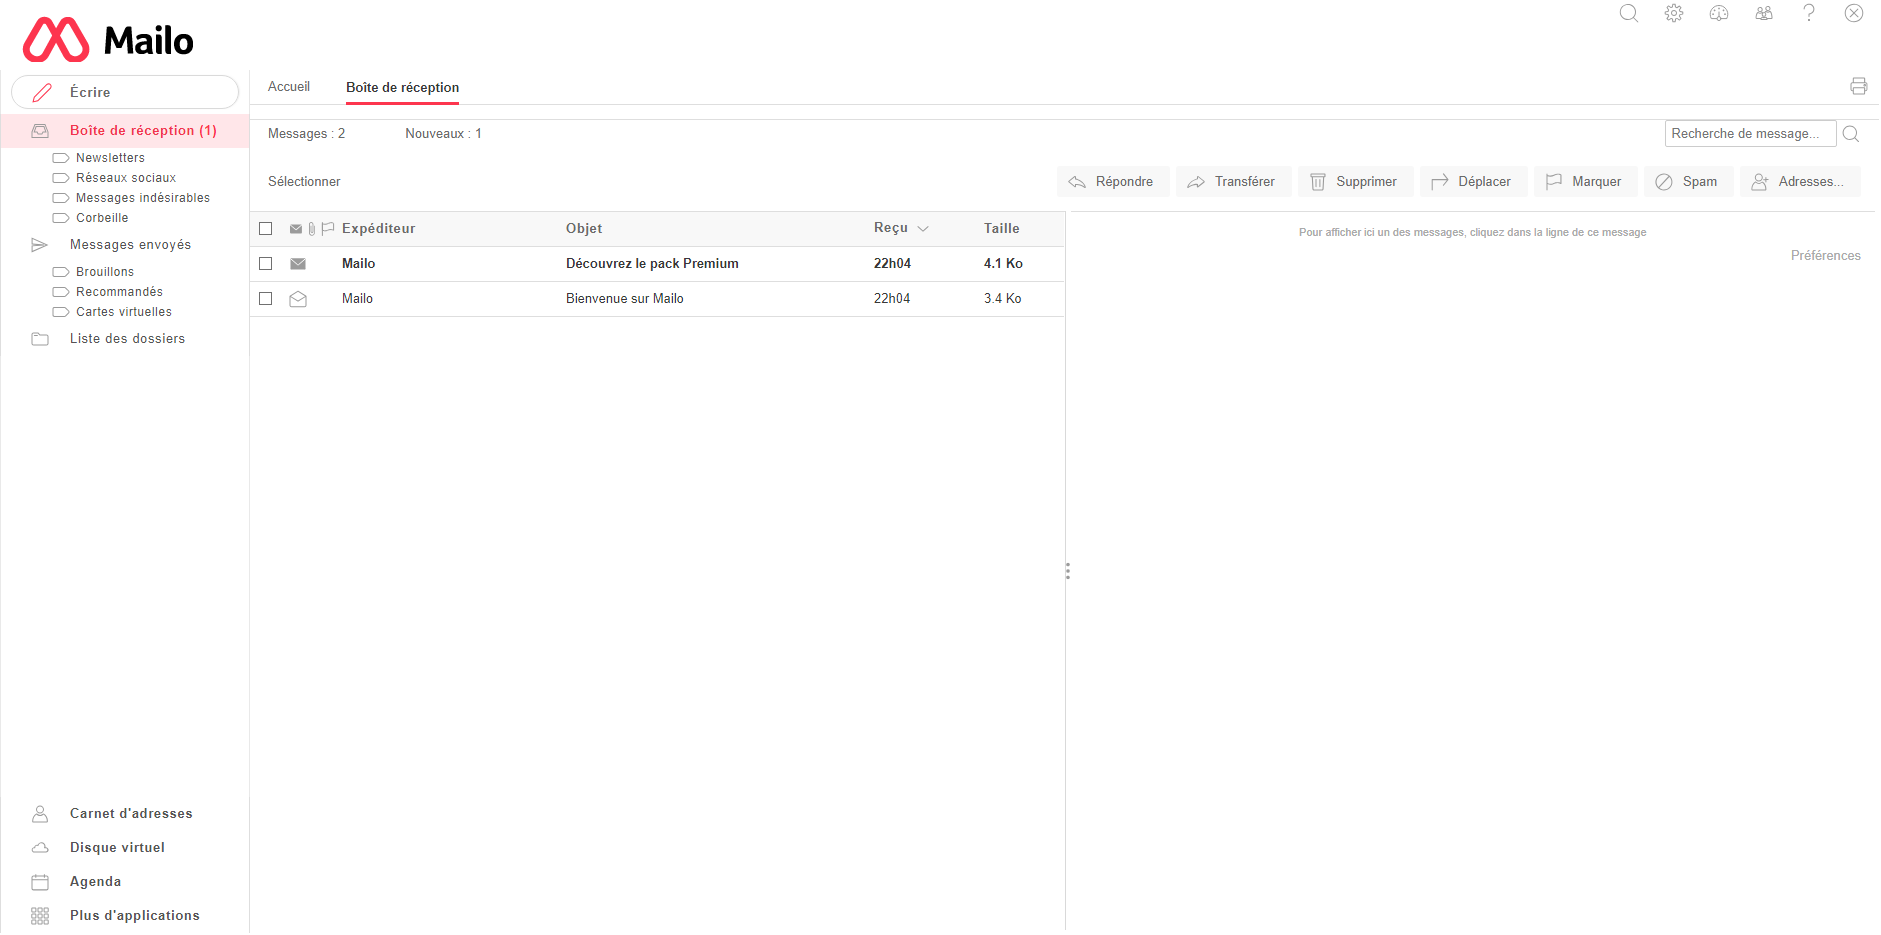 Mailo
Écrire
Boîte de réception (1)
Newsletters
Réseaux sociaux
Messages indésirables
Corbeille
Messages envoyés
Brouillons
Recommandés
Cartes virtuelles
Liste des dossiers
Carnet d'adresses
Disque virtuel
Agenda
Plus d'applications
Accueil Boîte de réception
Messages : 2 Nouveaux : 1 Recherche de message...
Sélectionner Répondre Transférer Supprimer Déplacer Marquer Spam Adresses...
Expéditeur Objet Reçu Taille
Mailo Découvrez le pack Premium 22h04 4.1 Ko
Mailo Bienvenue sur Mailo 22h04 3.4 Ko
Pour afficher ici un des messages, cliquez dans la ligne de ce message
Préférences